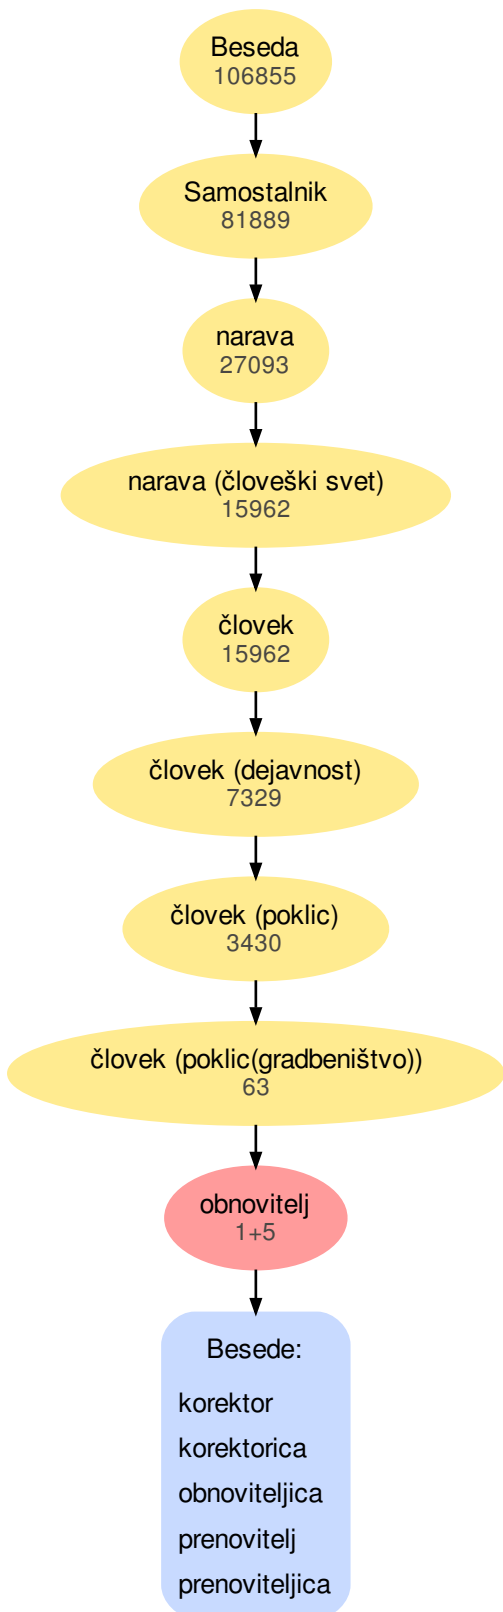 Beseda
106855
Samostalnik
81889
narava
27093
narava (človeški svet)
15962
človek
15962
človek (dejavnost)
7329
človek (poklic)
3430
človek (poklic(gradbeništvo))
63
obnovitelj
1+5
Besede:
korektor
korektorica
obnoviteljica
prenovitelj
prenoviteljica